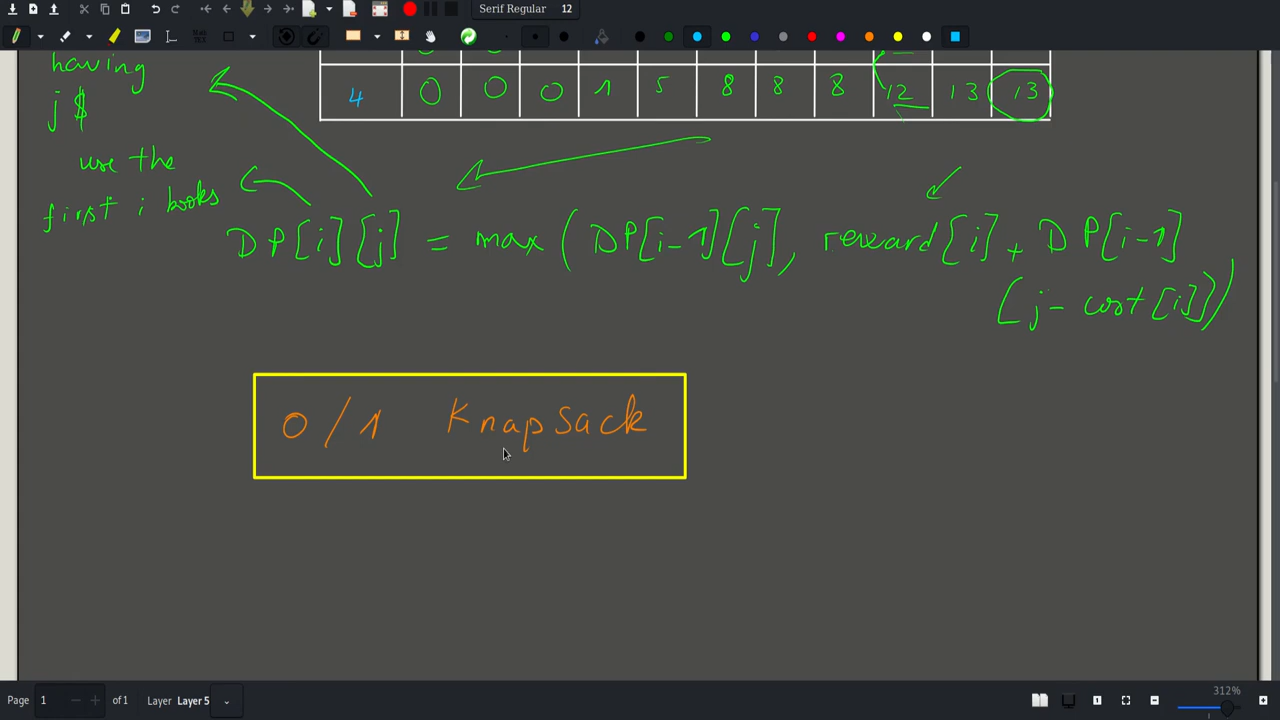 Serif Regular 12
having
j $
use the
first i books
4 0 0 0 1 5 8 8 8 12 13 13
DP[i][j] = max(DP[i-1][j], reward[i] + DP[i-1]
[j - cost[i]])
0/1 KnapSack
Page 1 of 1 Layer Layer 5
312%